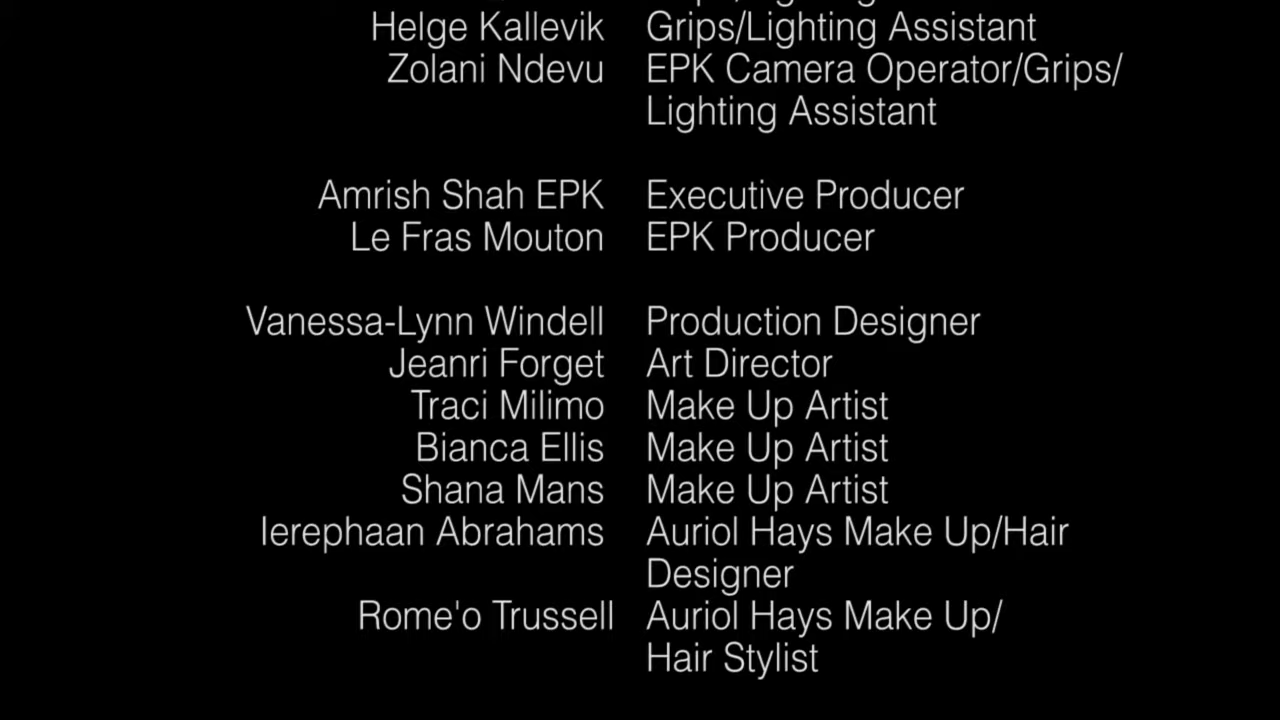 Helge Kallevik Grips/Lighting Assistant
Zolani Ndevu EPK Camera Operator/Grips/
Lighting Assistant
Amrish Shah EPK Executive Producer
Le Fras Mouton EPK Producer
Vanessa-Lynn Windell Production Designer
Jeanri Forget Art Director
Traci Milimo Make Up Artist
Bianca Ellis Make Up Artist
Shana Mans Make Up Artist
Ierephaan Abrahams Auriol Hays Make Up/Hair
Designer
Rome'o Trussell Auriol Hays Make Up/
Hair Stylist